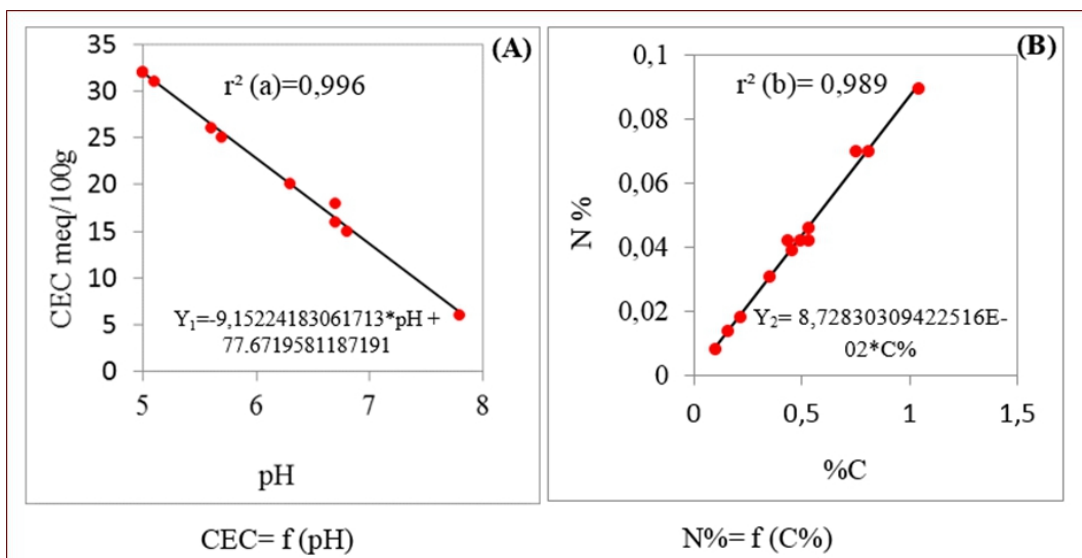 (A)
35
30
25
20
15
10
5
0
CEC meq/100g
r² (a)=0,996
Y₁=-9,15224183061713*pH +
77.6719581187191
5 6 7 8
pH
CEC= f (pH)
(B)
0,1
0,08
0,06
0,04
0,02
0
N %
r² (b)= 0,989
Y₂= 8,72830309422516E-
02*C%
0 0,5 1 1,5
%C
N%= f (C%)